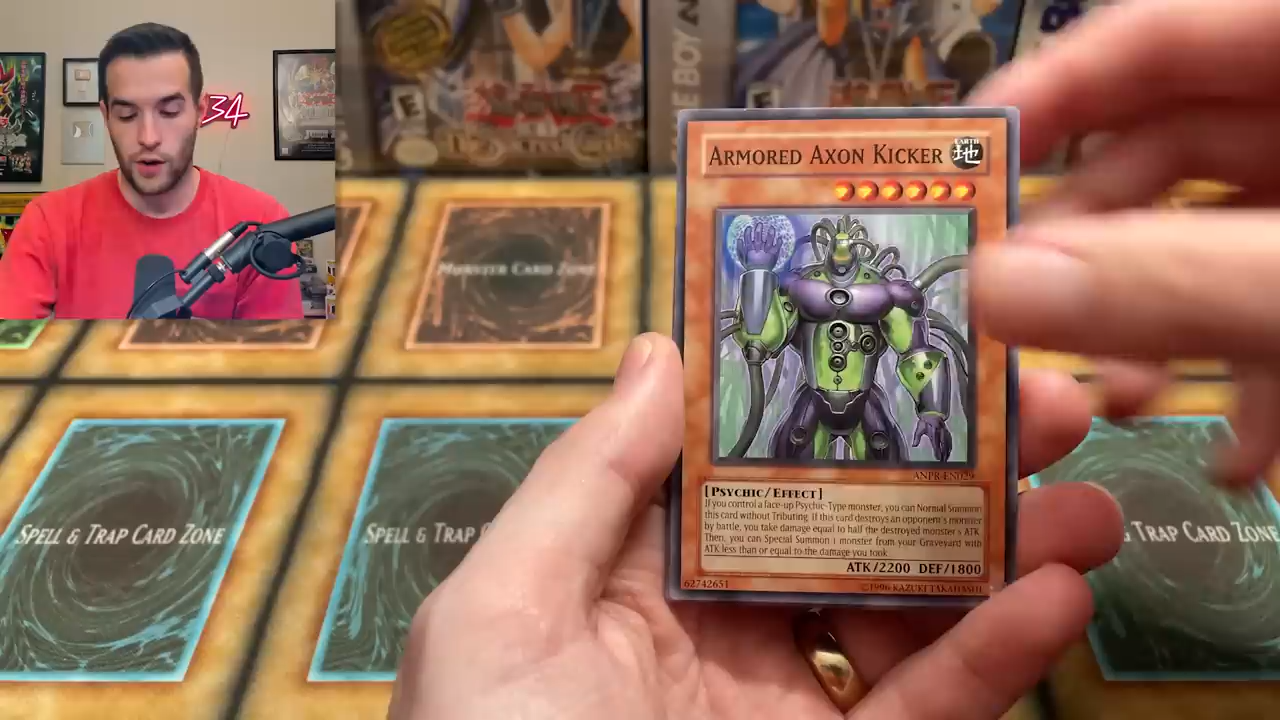 34
BOY A
E
E
ARMORED AXON KICKER
EARTH
地
MONSTER CARD ZONE
ANPR-EN029
[PSYCHIC/EFFECT]
If you control a face-up Psychic-Type monster, you can Normal Summon
this card without Tributing. If this card destroys an opponent's monster
by battle, you take damage equal to half the destroyed monster's ATK.
Then, you can Special Summon 1 monster from your Graveyard with
ATK less than or equal to the damage you took.
ATK/2200 DEF/1800
62742651
©1996 KAZUKI TAKAHASHI
SPELL & TRAP CARD ZONE
SPELL & TRAP C
TRAP CARD ZONE